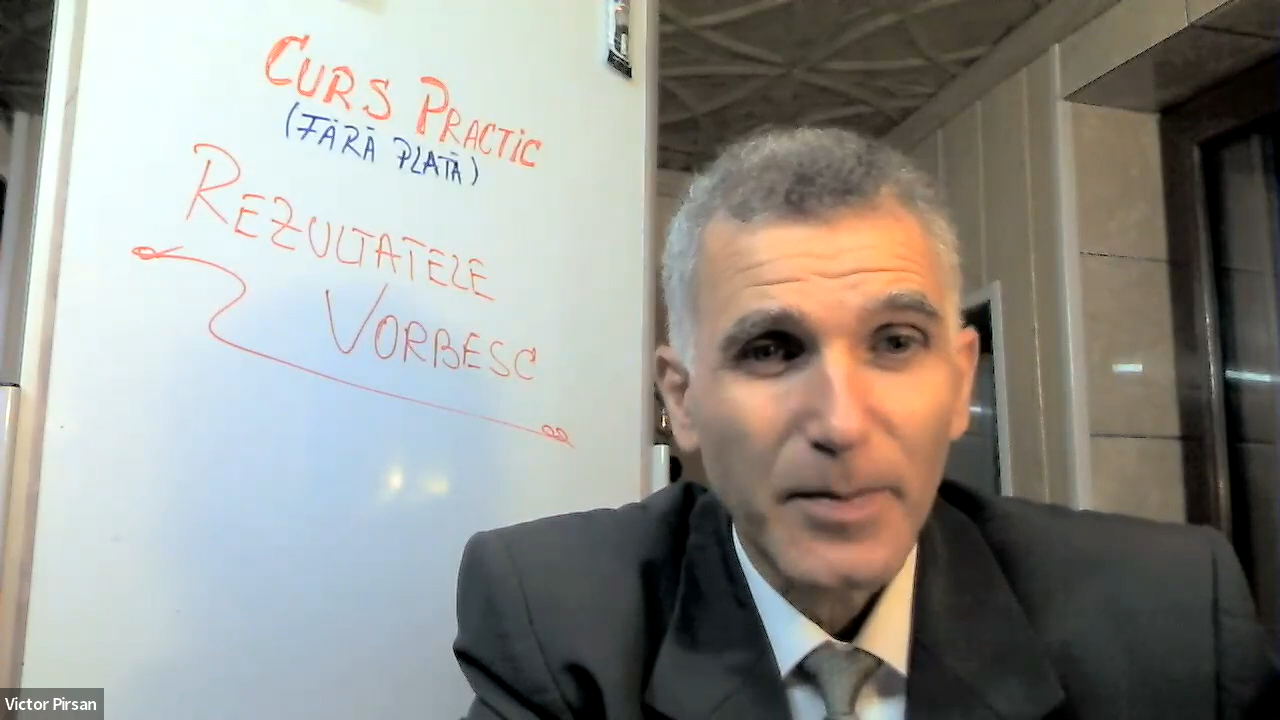 CURS PRACTIC
(FĂRĂ PLATĂ)
REZULTATELE
VORBESC
Victor Pirsan